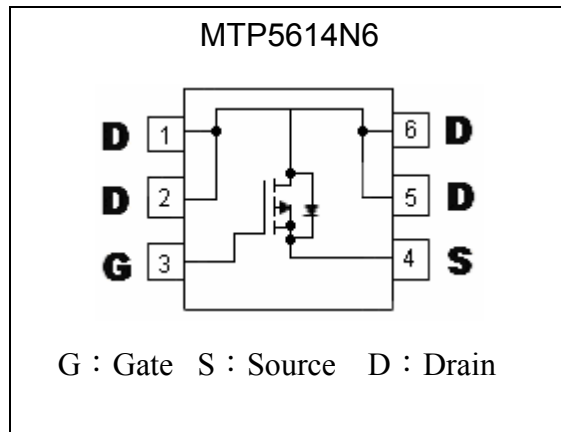 MTP5614N6
D 1 6 D
D 2 5 D
G 3 4 S
G：Gate S：Source D：Drain